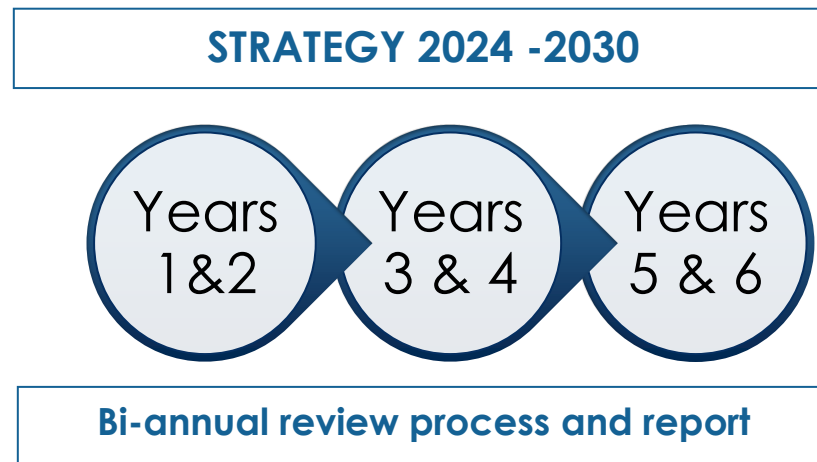 STRATEGY 2024 -2030
Years
1&2
Years
3 & 4
Years
5 & 6
Bi-annual review process and report